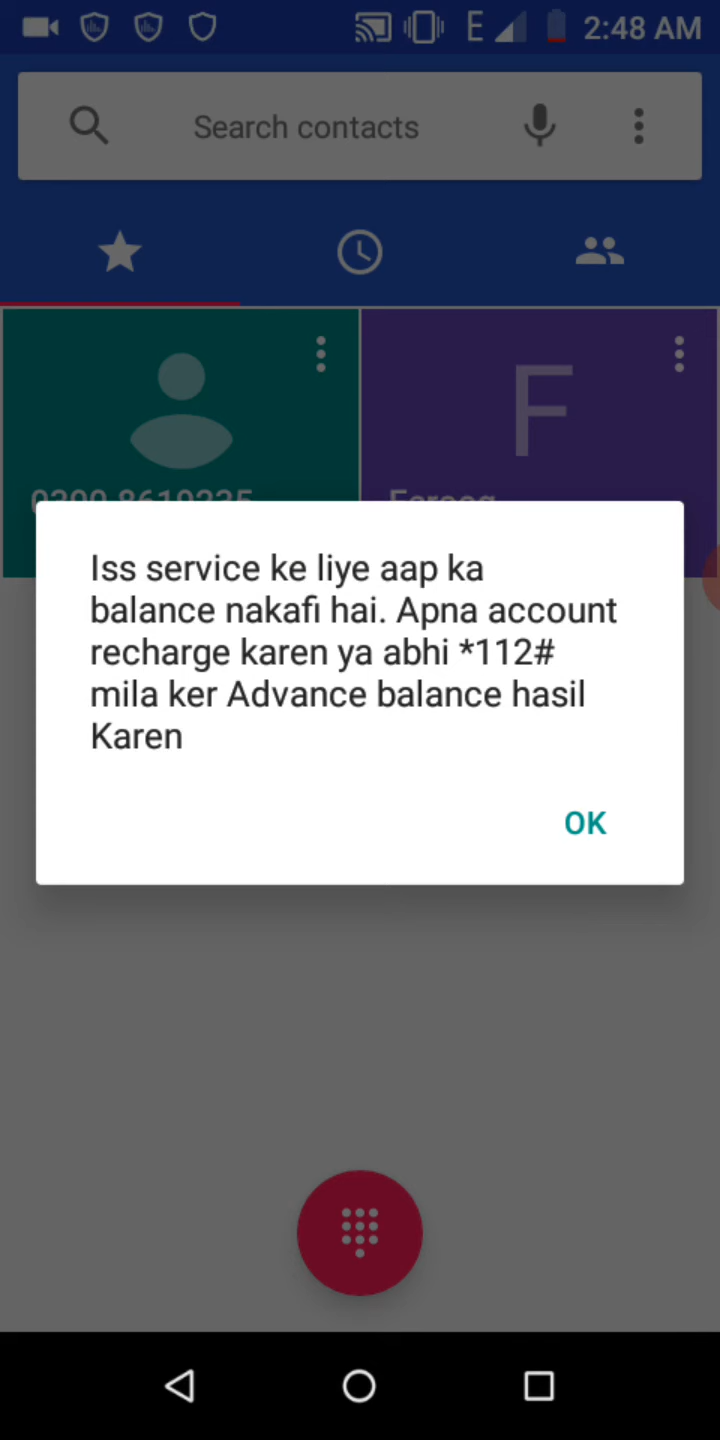 E 2:48 AM
Search contacts
F
Iss service ke liye aap ka
balance nakafi hai. Apna account
recharge karen ya abhi *112#
mila ker Advance balance hasil
Karen
OK